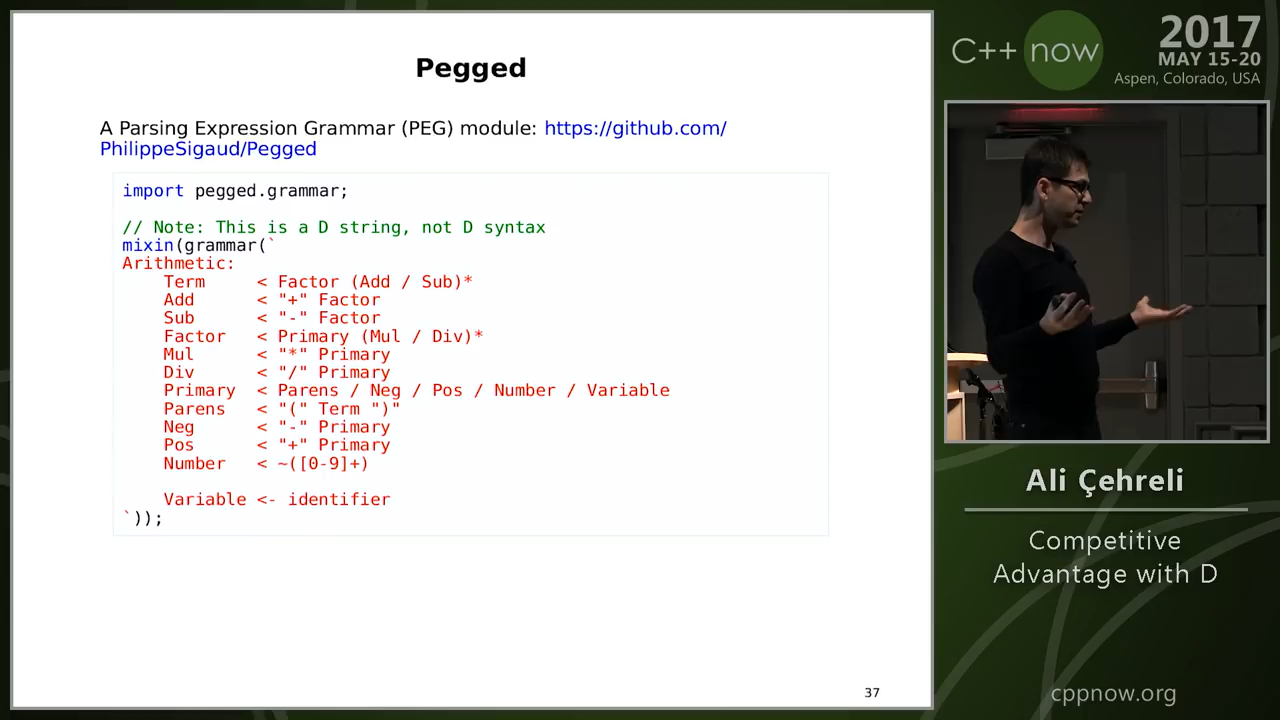 Pegged
A Parsing Expression Grammar (PEG) module: https://github.com/
PhilippeSigaud/Pegged
import pegged.grammar;
// Note: This is a D string, not D syntax
mixin(grammar(`
Arithmetic:
    Term     < Factor (Add / Sub)*
    Add      < "+" Factor
    Sub      < "-" Factor
    Factor   < Primary (Mul / Div)*
    Mul      < "*" Primary
    Div      < "/" Primary
    Primary  < Parens / Neg / Pos / Number / Variable
    Parens   < "(" Term ")"
    Neg      < "-" Primary
    Pos      < "+" Primary
    Number   < ~([0-9]+)
    Variable <- identifier
`));
37
C++ now
2017
MAY 15-20
Aspen, Colorado, USA
Ali Çehreli
Competitive
Advantage with D
cppnow.org